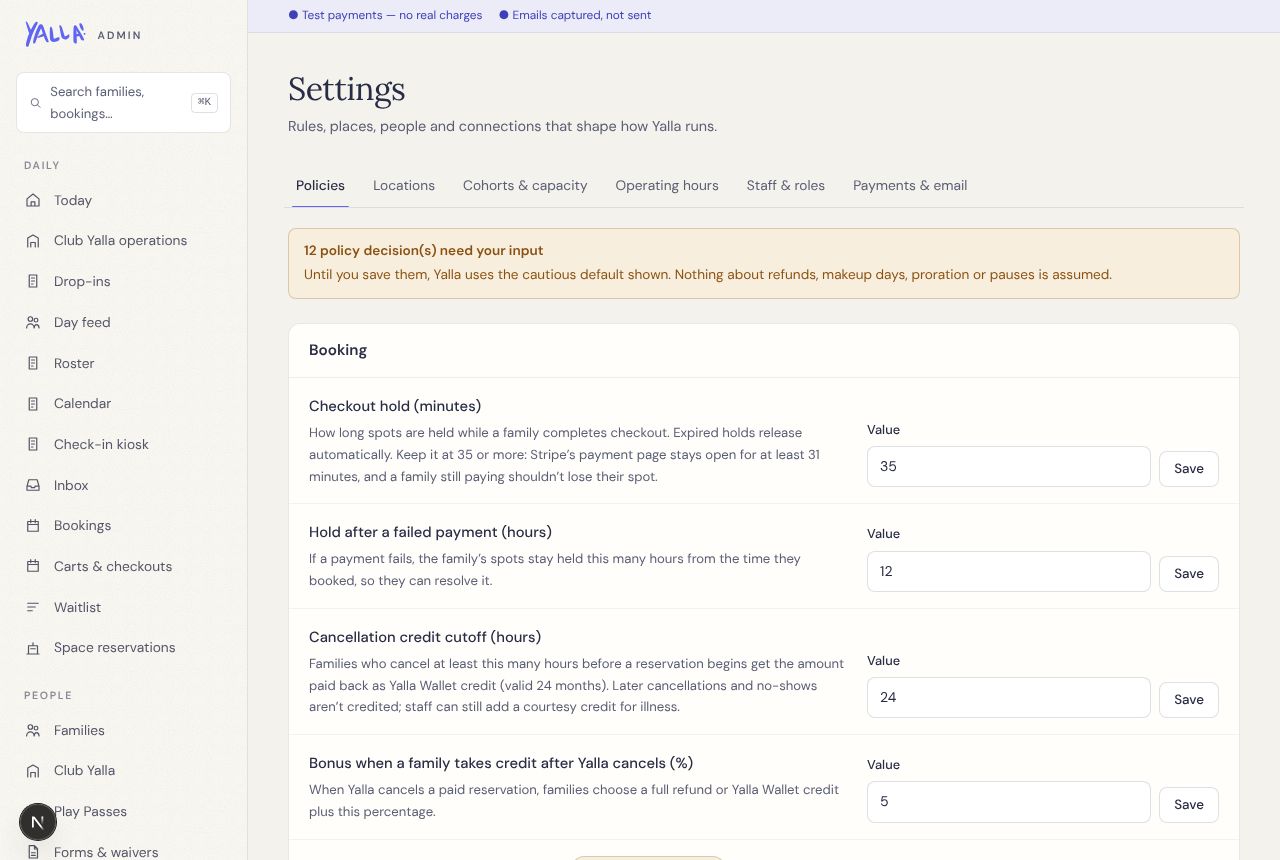 YALLA ADMIN
Search families,
bookings…
⌘K
DAILY
Today
Club Yalla operations
Drop-ins
Day feed
Roster
Calendar
Check-in kiosk
Inbox
Bookings
Carts & checkouts
Waitlist
Space reservations
PEOPLE
Families
Club Yalla
Play Passes
Forms & waivers
N
Test payments — no real charges
Emails captured, not sent
Settings
Rules, places, people and connections that shape how Yalla runs.
Policies
Locations
Cohorts & capacity
Operating hours
Staff & roles
Payments & email
12 policy decision(s) need your input
Until you save them, Yalla uses the cautious default shown. Nothing about refunds, makeup days, proration or pauses is assumed.
Booking
Checkout hold (minutes)
How long spots are held while a family completes checkout. Expired holds release
automatically. Keep it at 35 or more: Stripe’s payment page stays open for at least 31
minutes, and a family still paying shouldn’t lose their spot.
Value
35
Save
Hold after a failed payment (hours)
If a payment fails, the family’s spots stay held this many hours from the time they
booked, so they can resolve it.
Value
12
Save
Cancellation credit cutoff (hours)
Families who cancel at least this many hours before a reservation begins get the amount
paid back as Yalla Wallet credit (valid 24 months). Later cancellations and no-shows
aren’t credited; staff can still add a courtesy credit for illness.
Value
24
Save
Bonus when a family takes credit after Yalla cancels (%)
When Yalla cancels a paid reservation, families choose a full refund or Yalla Wallet credit
plus this percentage.
Value
5
Save